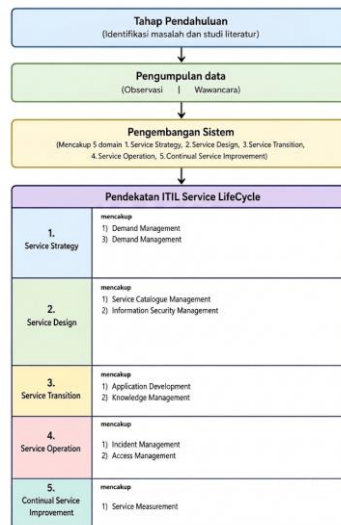 Tahap Pendahuluan
(Identifikasi masalah dan studi literatur)
Pengumpulan data
(Observasi | Wawancara)
Pengembangan Sistem
(Mencakup 5 domain 1. Service Strategy, 2. Service Design, 3. Service Transition,
4. Service Operation, 5. Continual Service Improvement)
Pendekatan ITIL Service LifeCycle
1.
Service Strategy
mencakup
1) Demand Management
3) Demand Management
2.
Service Design
mencakup
1) Service Catalogue Management
2) Information Security Management
3.
Service Transition
mencakup
1) Application Development
2) Knowledge Management
4.
Service Operation
mencakup
1) Incident Management
2) Access Management
5.
Continual Service
Improvement
mencakup
1) Service Measurement